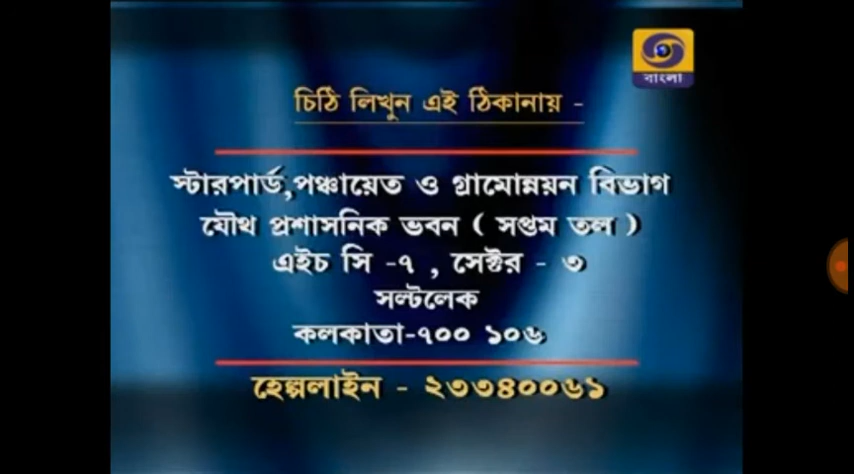 বাংলা
চিঠি লিখুন এই ঠিকানায় -
স্টারপার্ড,পঞ্চায়েত ও গ্রামোন্নয়ন বিভাগ
যৌথ প্রশাসনিক ভবন ( সপ্তম তল )
এইচ সি -৭ , সেক্টর - ৩
সল্টলেক
কলকাতা-৭০০ ১০৬
হেল্পলাইন - ২৩৩৪০০৬১